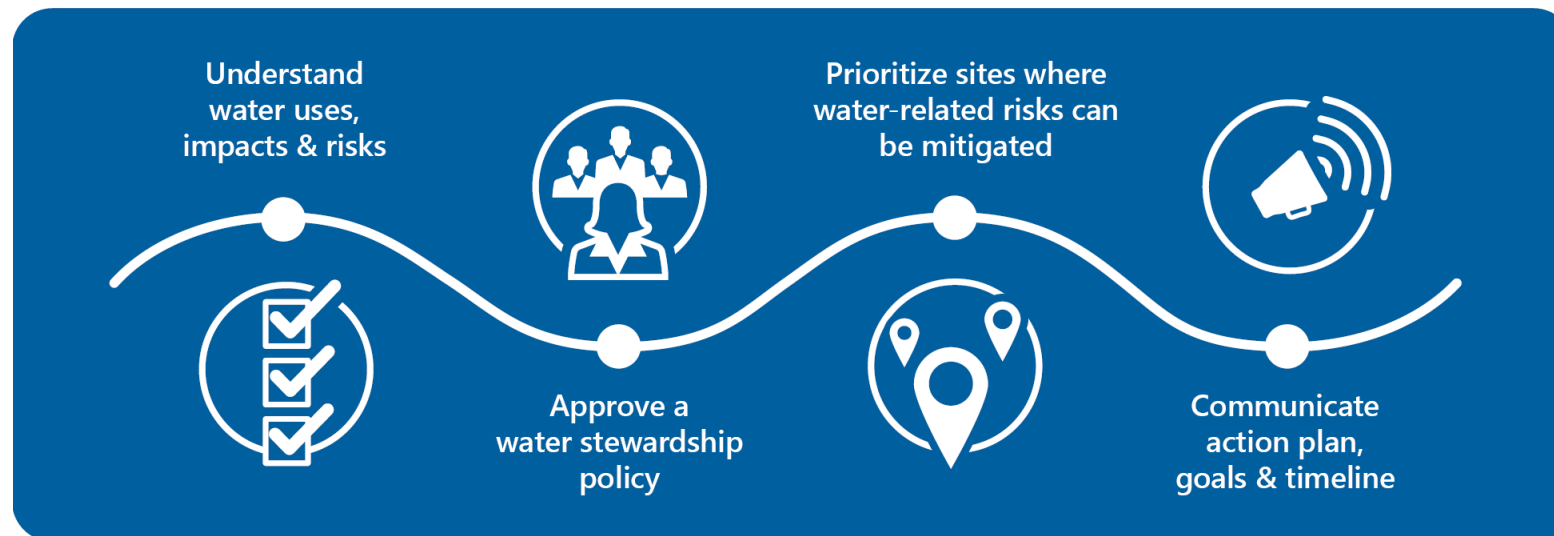 Understand
water uses,
impacts & risks
Approve a
water stewardship
policy
Prioritize sites where
water-related risks can
be mitigated
Communicate
action plan,
goals & timeline